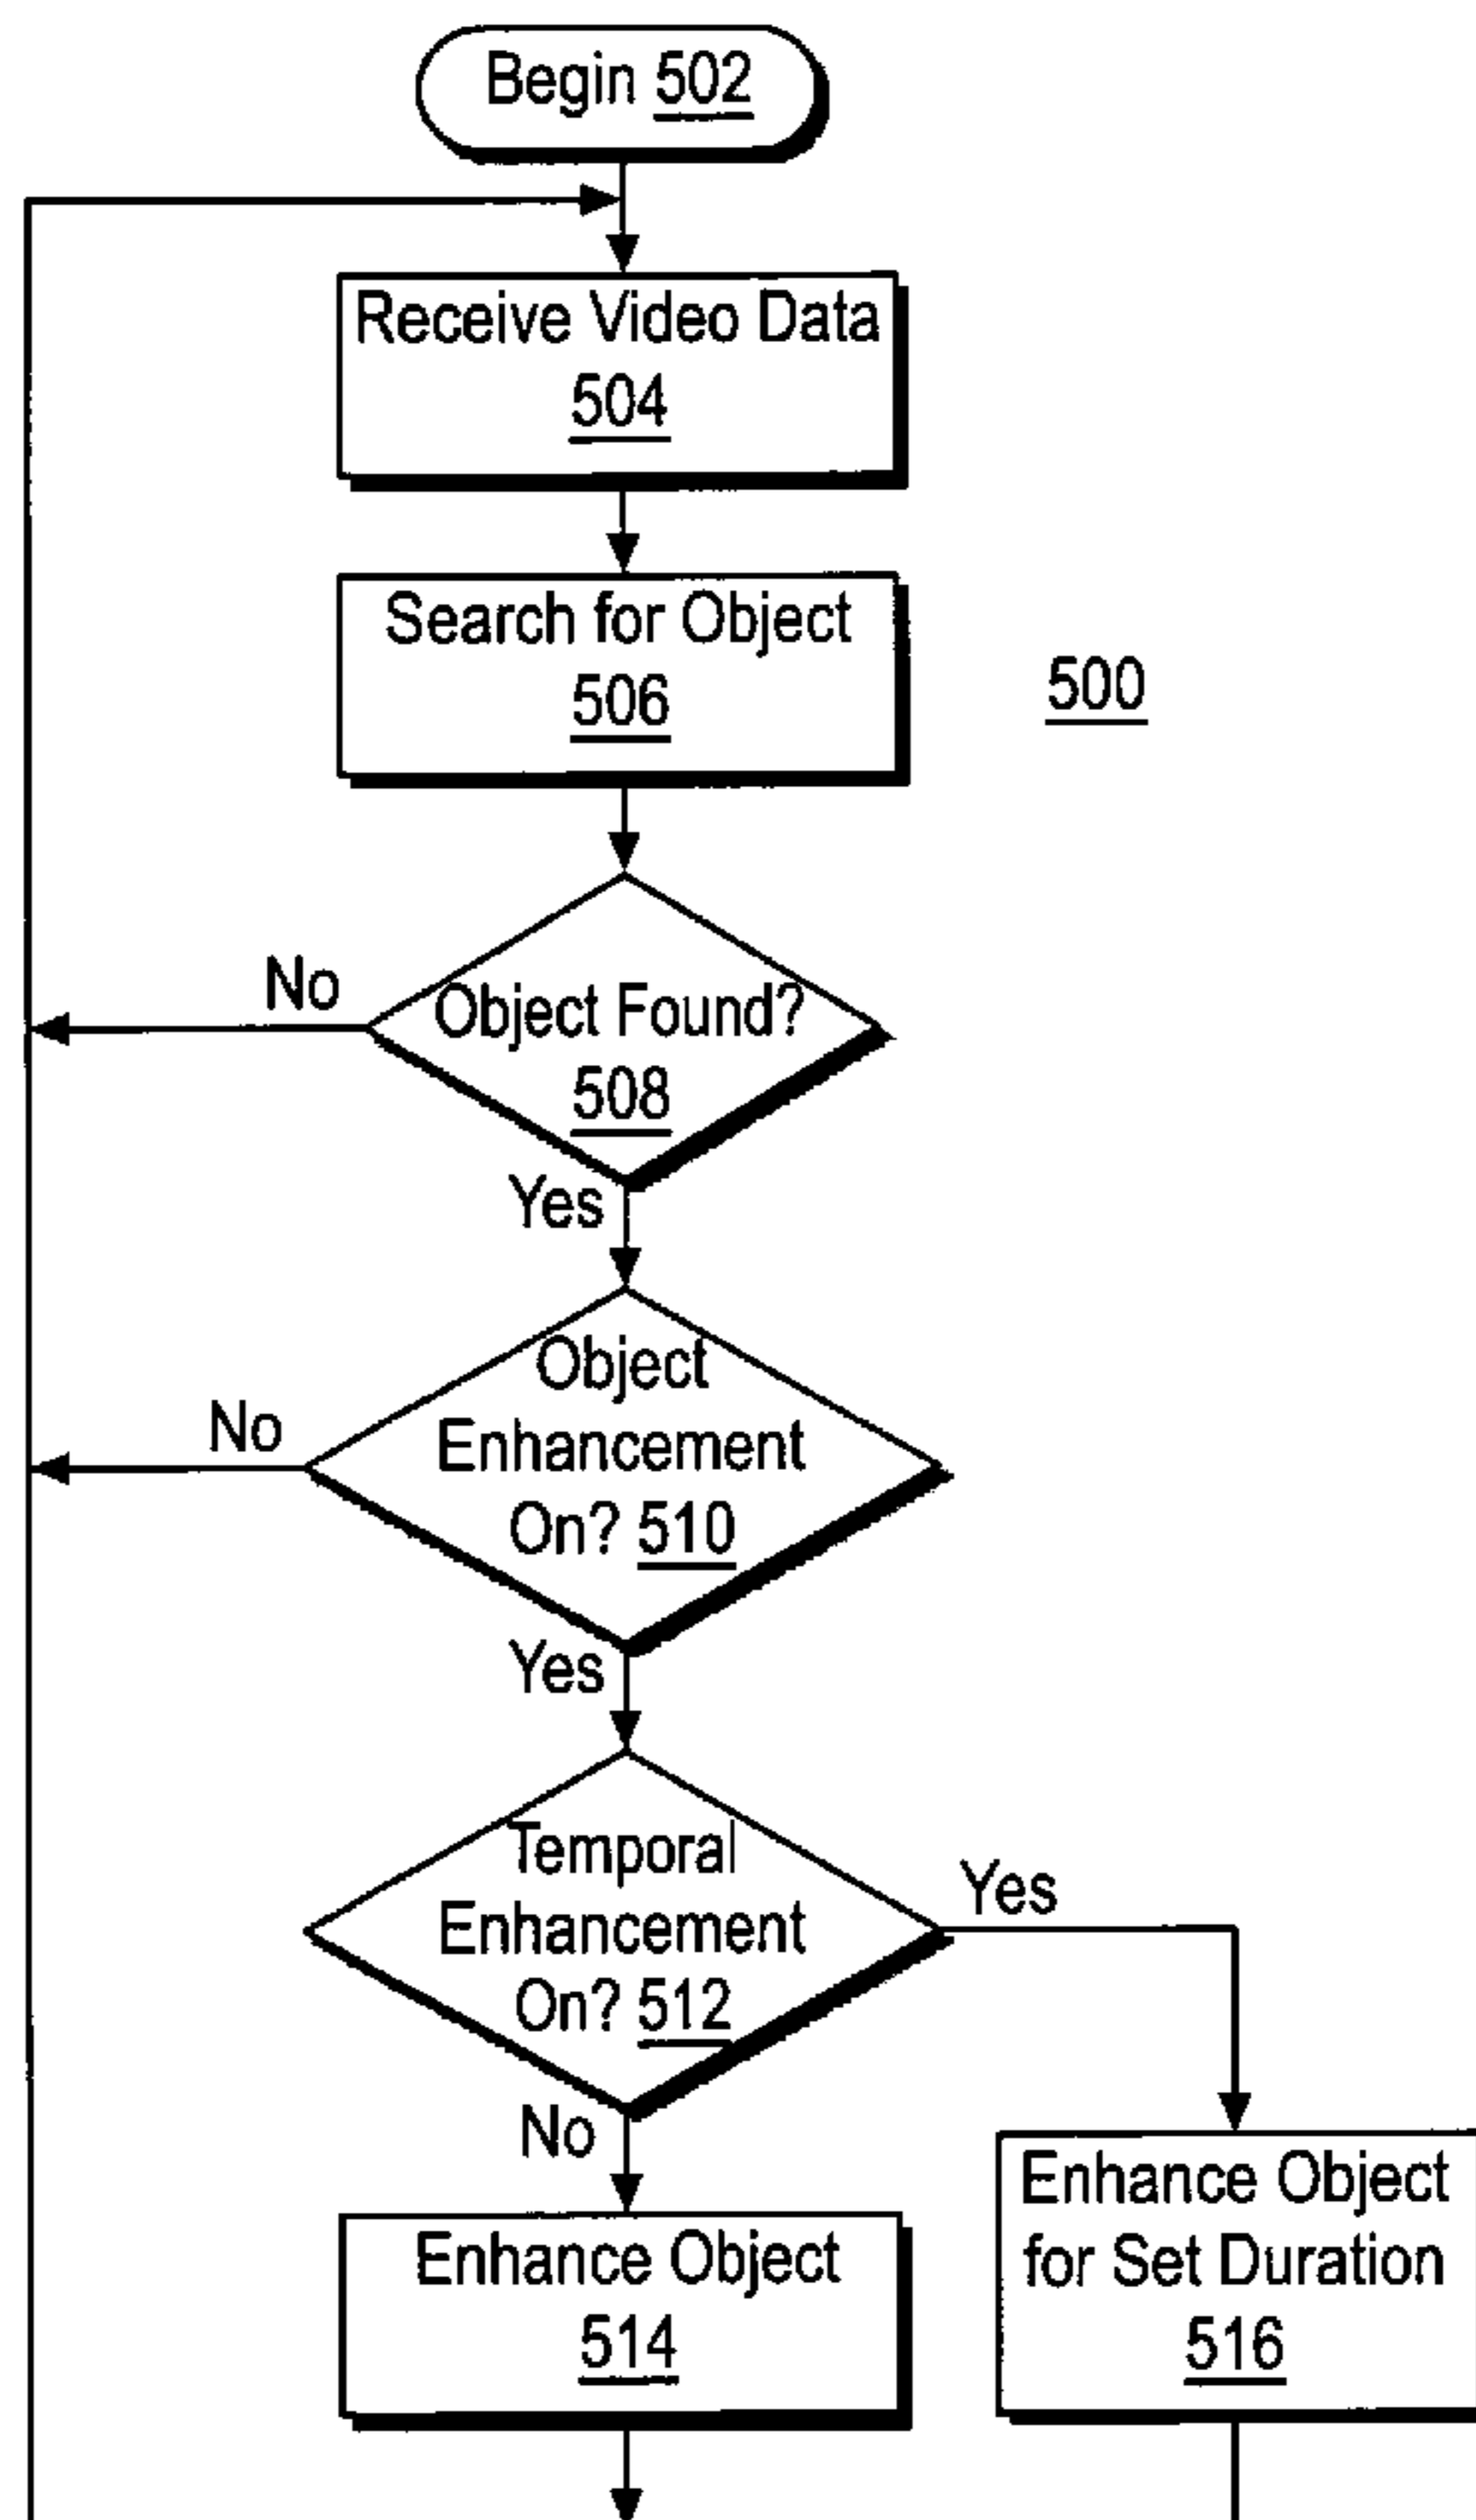 Begin 502
Receive Video Data
504
Search for Object
506
500
No
Object Found?
508
Yes
Object
No
Enhancement
On? 510
Yes
Temporal
Yes
Enhancement
On? 512
No
Enhance Object
for Set Duration
516
Enhance Object
514